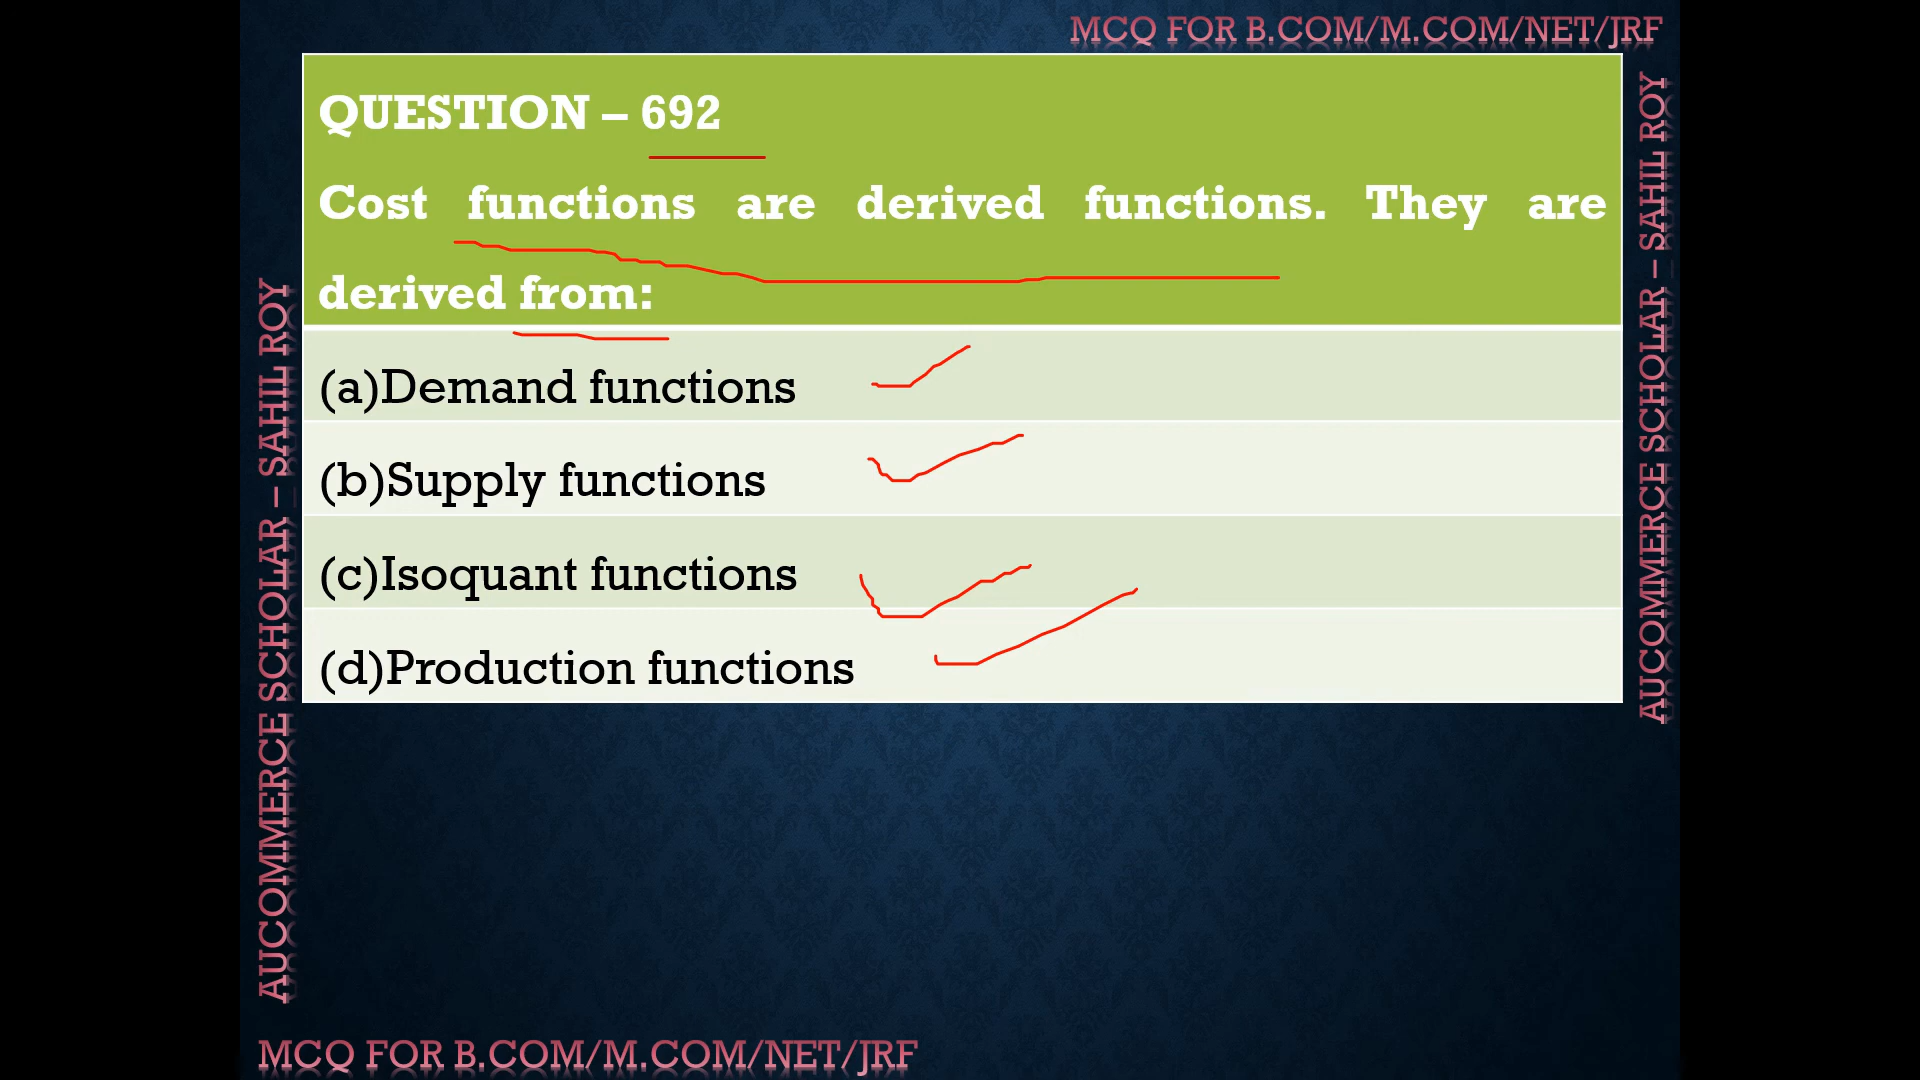 MCQ FOR B.COM/M.COM/NET/JRF
QUESTION – 692
Cost functions are derived functions. They are
derived from:
(a)Demand functions
(b)Supply functions
(c)Isoquant functions
(d)Production functions
AUCOMMERCE SCHOLAR – SAHIL ROY
AUCOMMERCE SCHOLAR – SAHIL ROY
MCQ FOR B.COM/M.COM/NET/JRF